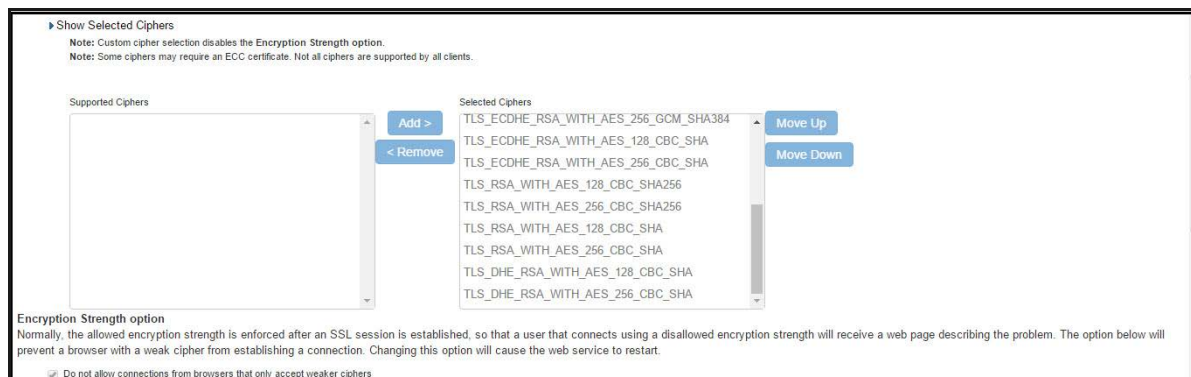 Show Selected Ciphers
Note: Custom cipher selection disables the Encryption Strength option.
Note: Some ciphers may require an ECC certificate. Not all ciphers are supported by all clients.
Supported Ciphers
Add >
< Remove
Selected Ciphers
TLS_ECDHE_RSA_WITH_AES_256_GCM_SHA384
TLS_ECDHE_RSA_WITH_AES_128_CBC_SHA
TLS_ECDHE_RSA_WITH_AES_256_CBC_SHA
TLS_RSA_WITH_AES_128_CBC_SHA256
TLS_RSA_WITH_AES_256_CBC_SHA256
TLS_RSA_WITH_AES_128_CBC_SHA
TLS_RSA_WITH_AES_256_CBC_SHA
TLS_DHE_RSA_WITH_AES_128_CBC_SHA
TLS_DHE_RSA_WITH_AES_256_CBC_SHA
Move Up
Move Down
Encryption Strength option
Normally, the allowed encryption strength is enforced after an SSL session is established, so that a user that connects using a disallowed encryption strength will receive a web page describing the problem. The option below will
prevent a browser with a weak cipher from establishing a connection. Changing this option will cause the web service to restart.
Do not allow connections from browsers that only accept weaker ciphers